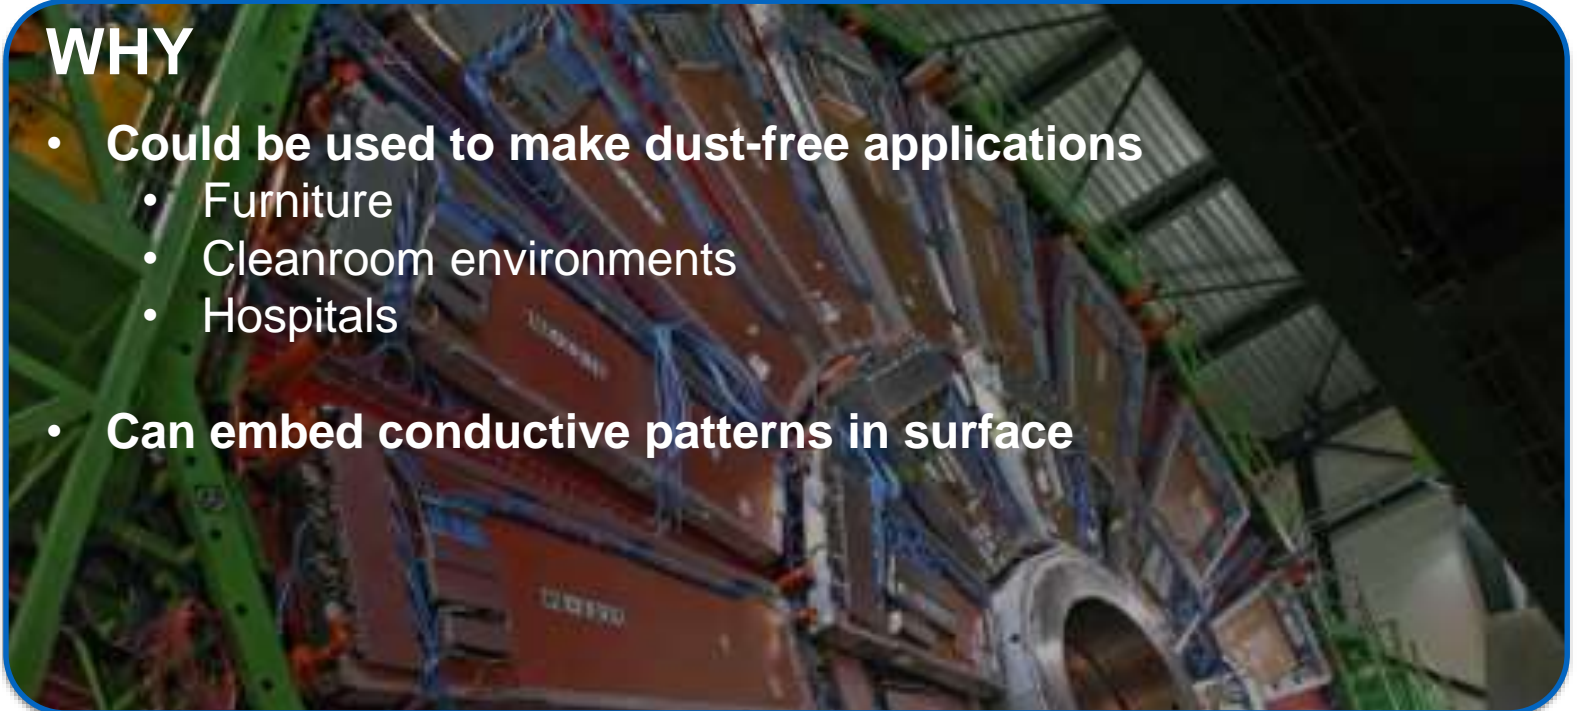 WHY
• Could be used to make dust-free applications
• Furniture
• Cleanroom environments
• Hospitals
• Can embed conductive patterns in surface